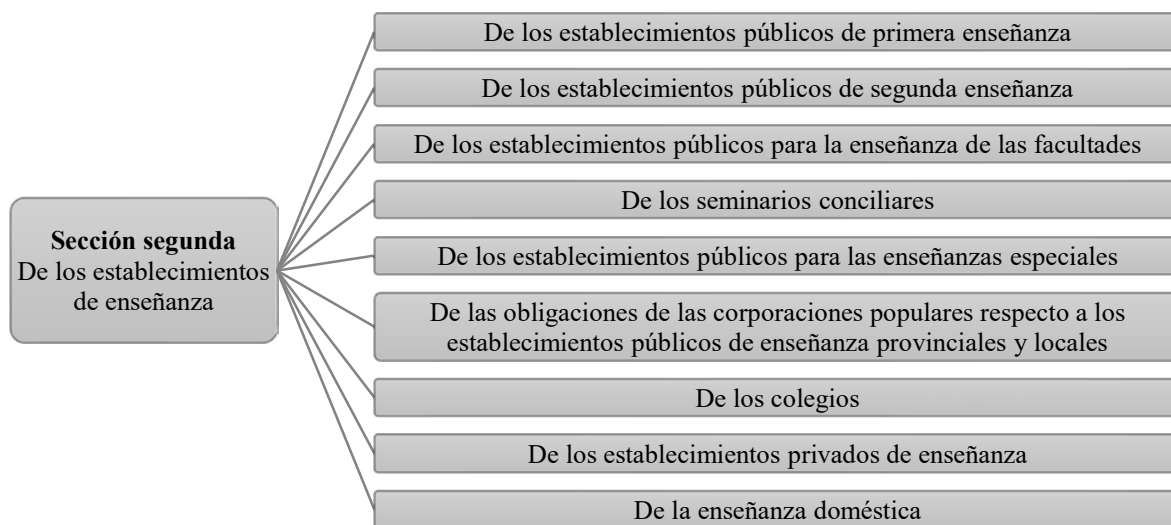 De los establecimientos públicos de primera enseñanza
De los establecimientos públicos de segunda enseñanza
De los establecimientos públicos para la enseñanza de las facultades
De los seminarios conciliares
Sección segunda
De los establecimientos
de enseñanza
De los establecimientos públicos para las enseñanzas especiales
De las obligaciones de las corporaciones populares respecto a los
establecimientos públicos de enseñanza provinciales y locales
De los colegios
De los establecimientos privados de enseñanza
De la enseñanza doméstica